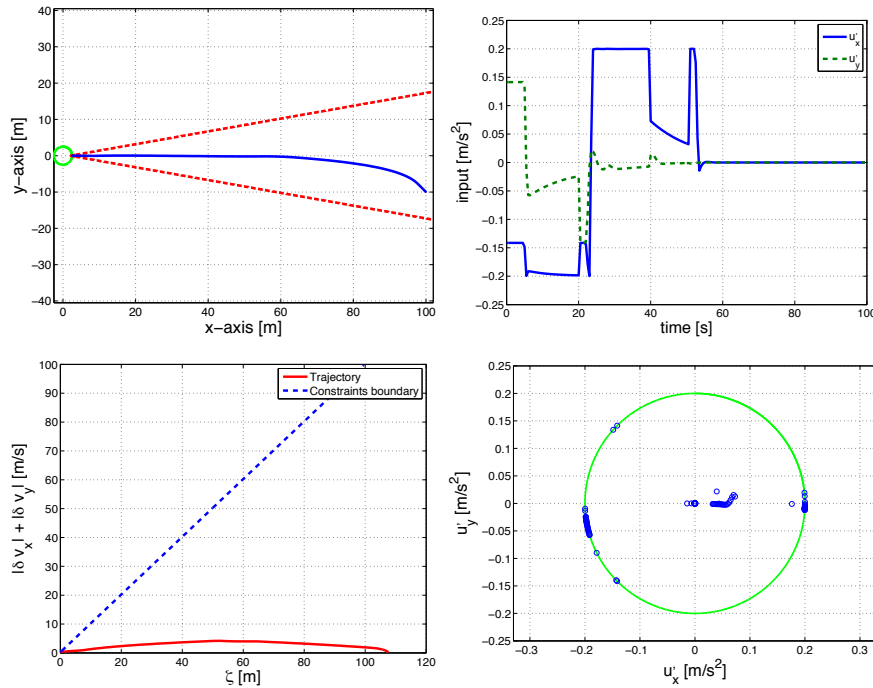 40
30
20
10
0
−10
−20
−30
−40
y−axis [m]
0 20 40 60 80 100
x−axis [m]
0.25
0.2
0.15
0.1
0.05
0
−0.05
−0.1
−0.15
−0.2
−0.25
input [m/s²]
u'x
u'y
0 20 40 60 80 100
time [s]
100
90
80
70
60
50
40
30
20
10
0
|δ vx| + |δ vy| [m/s]
Trajectory
Constraints boundary
0 20 40 60 80 100 120
ζ [m]
0.25
0.2
0.15
0.1
0.05
0
−0.05
−0.1
−0.15
−0.2
−0.25
u'y [m/s²]
−0.3 −0.2 −0.1 0 0.1 0.2 0.3
u'x [m/s²]